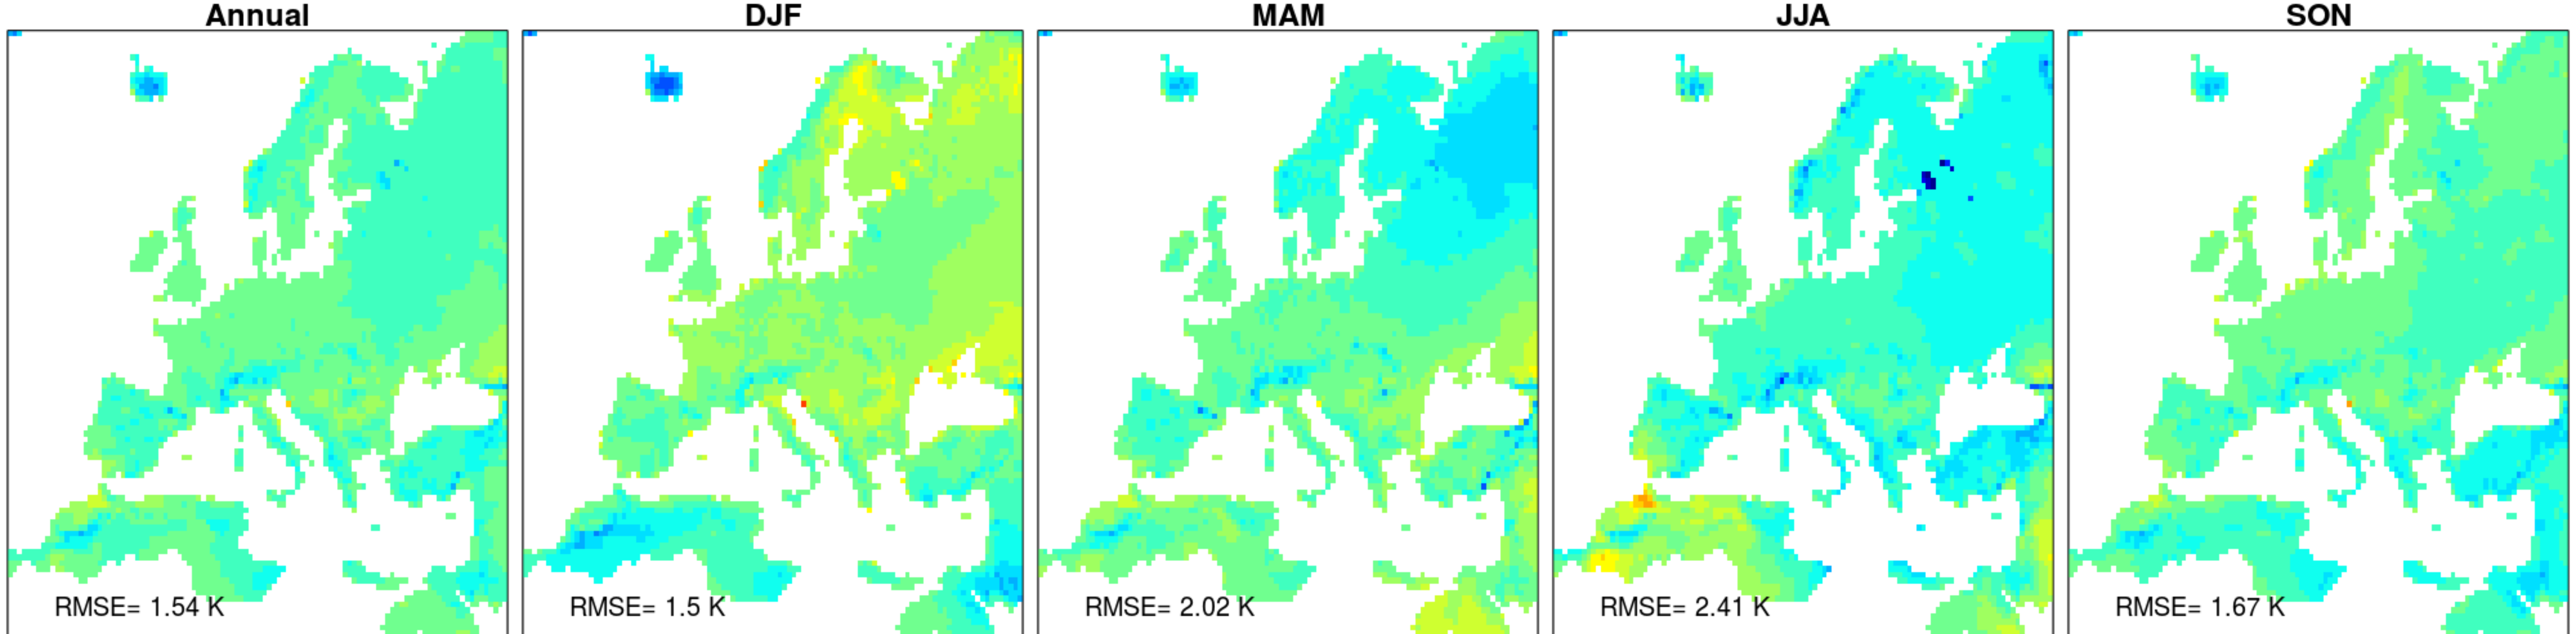 Annual DJF MAM JJA SON
RMSE= 1.54 K RMSE= 1.5 K RMSE= 2.02 K RMSE= 2.41 K RMSE= 1.67 K